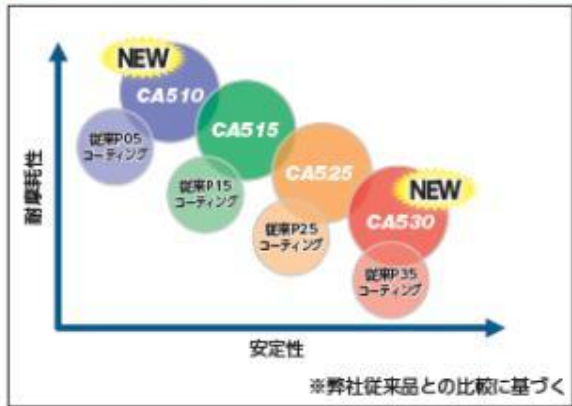 NEW
CA510
従来P05
コーティング
CA515
従来P15
コーティング
CA525
従来P25
コーティング
NEW
CA530
従来P35
コーティング
耐摩耗性
安定性
※弊社従来品との比較に基づく